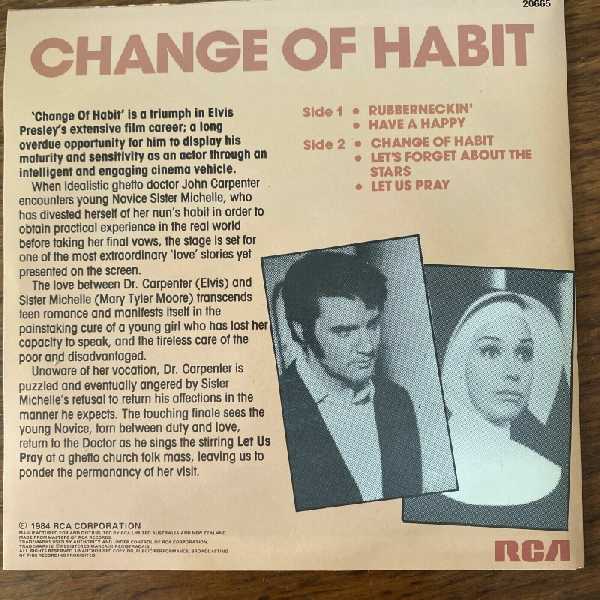 20665
CHANGE OF HABIT
'Change Of Habit' is a triumph in Elvis
Presley's extensive film career; a long
overdue opportunity for him to display his
maturity and sensitivity as an actor through an
intelligent and engaging cinema vehicle.
When idealistic ghetto doctor John Carpenter
encounters young Novice Sister Michelle, who
has divested herself of her nun's habit in order to
obtain practical experience in the real world
before taking her final vows, the stage is set for
one of the most extraordinary 'love' stories yet
presented on the screen.
The love between Dr. Carpenter (Elvis) and
Sister Michelle (Mary Tyler Moore) transcends
teen romance and manifests itself in the
painstaking cure of a young girl who has lost her
capacity to speak, and the tireless care of the
poor and disadvantaged.
Unaware of her vocation, Dr. Carpenter is
puzzled and eventually angered by Sister
Michelle's refusal to return his affections in the
manner he expects. The touching finale sees the
young Novice, torn between duty and love,
return to the Doctor as he sings the stirring Let Us
Pray at a ghetto church folk mass, leaving us to
ponder the permanancy of her visit.
Side 1 • RUBBERNECKIN'
• HAVE A HAPPY
Side 2 • CHANGE OF HABIT
• LET'S FORGET ABOUT THE
STARS
• LET US PRAY
℗ 1984 RCA CORPORATION
MADE FROM MASTERS OF RCA RECORDS.
RCA